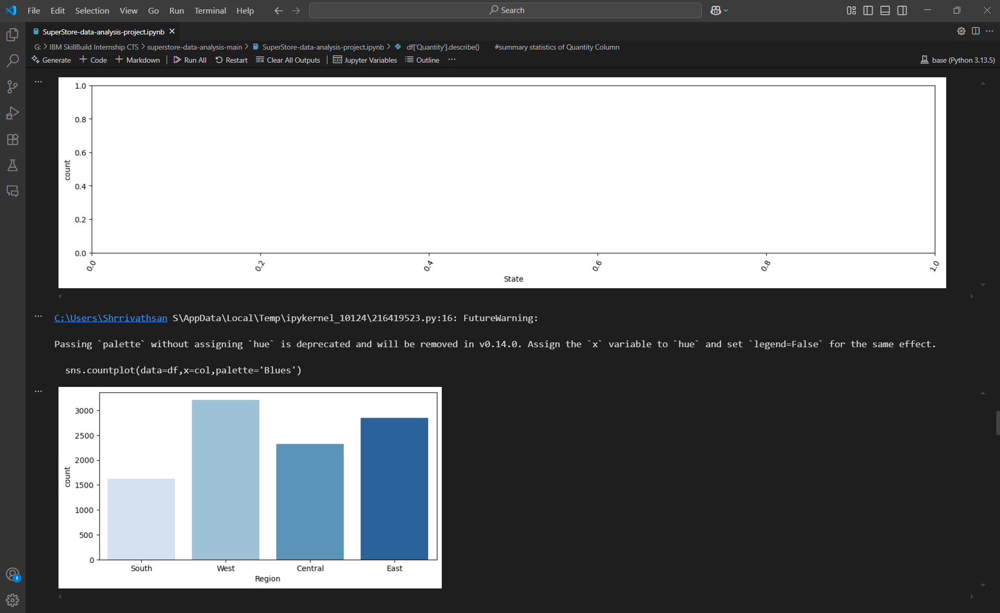 File Edit Selection View Go Run Terminal Help
Search
SuperStore-data-analysis-project.ipynb
G: > IBM SkillBuild Internship CTS > superstore-data-analysis-main > SuperStore-data-analysis-project.ipynb > df['Quantity'].describe() #summary statistics of Quantity Column
Generate + Code + Markdown | Run All Restart Clear All Outputs | Jupyter Variables Outline ...
base (Python 3.13.5)
1.0
0.8
0.6
0.4
0.2
0.0
count
0.0 0.2 0.4 0.6 0.8 1.0
State
C:\Users\Shrrivathsan S\AppData\Local\Temp\ipykernel_10124\216419523.py:16: FutureWarning:
Passing `palette` without assigning `hue` is deprecated and will be removed in v0.14.0. Assign the `x` variable to `hue` and set `legend=False` for the same effect.
sns.countplot(data=df,x=col,palette='Blues')
3000
2500
2000
1500
1000
500
0
count
South West Central East
Region
1